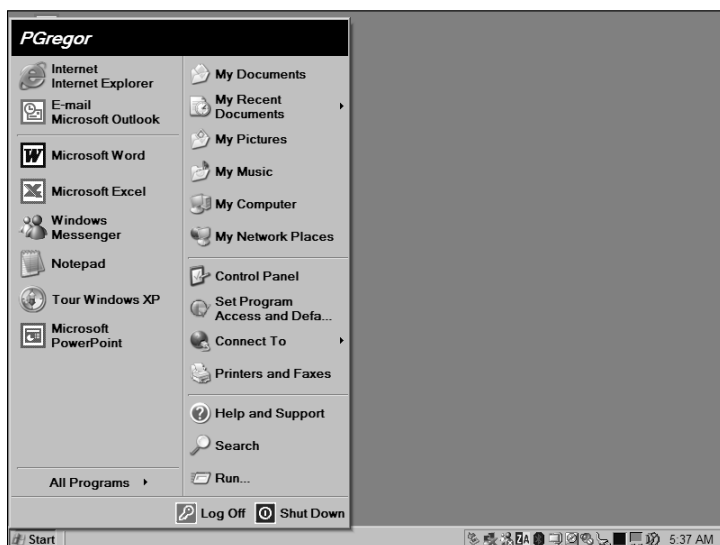 PGregor
Internet
Internet Explorer
E-mail
Microsoft Outlook
Microsoft Word
Microsoft Excel
Windows
Messenger
Notepad
Tour Windows XP
Microsoft
PowerPoint
All Programs
My Documents
My Recent
Documents
My Pictures
My Music
My Computer
My Network Places
Control Panel
Set Program
Access and Defa...
Connect To
Printers and Faxes
Help and Support
Search
Run...
Log Off
Shut Down
Start
5:37 AM